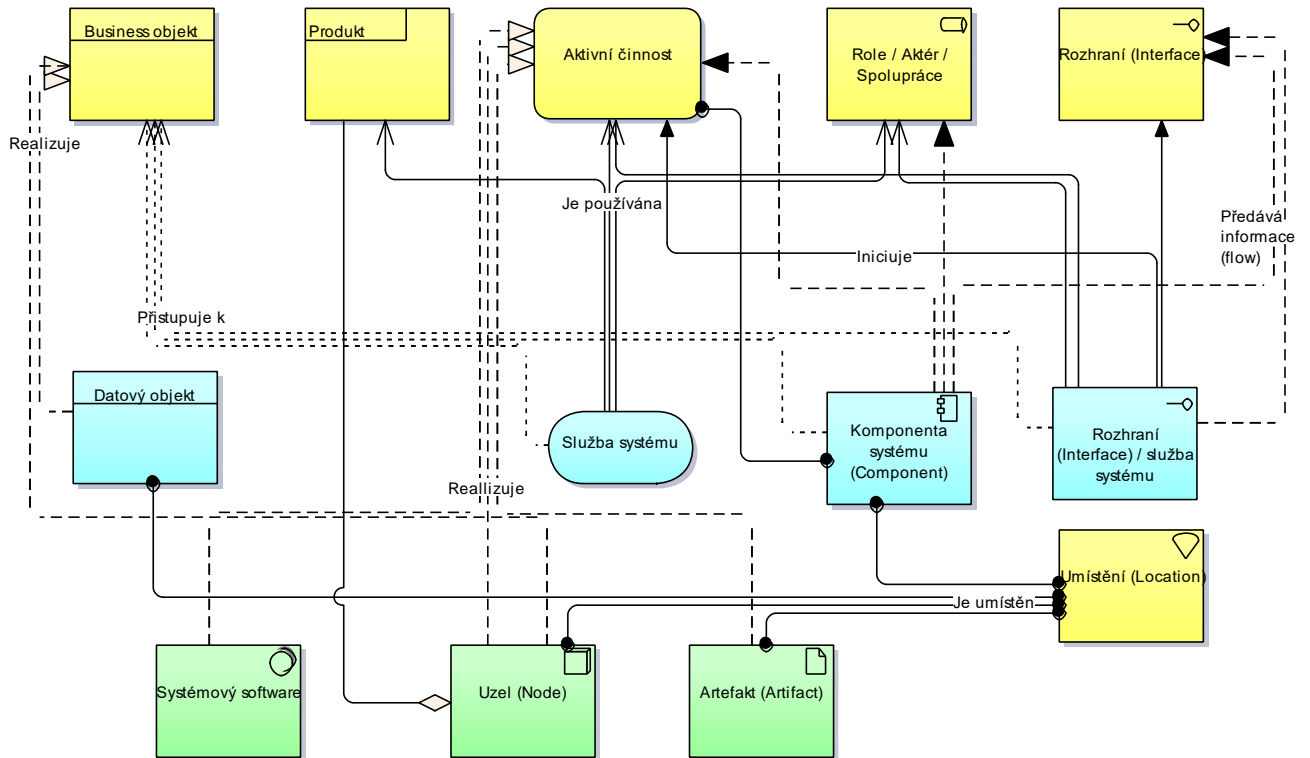 Business objekt
Produkt
Aktivní činnost
Role / Aktér /
Spolupráce
Rozhraní (Interface)
Realizuje
Je používána
Předává
informace
(flow)
Iniciuje
Přistupuje k
Datový objekt
Služba systému
Komponenta
systému
(Component)
Rozhraní
(Interface) / služba
systému
Reallizuje
Umístění (Location)
Je umístěn
Systémový software
Uzel (Node)
Artefakt (Artifact)